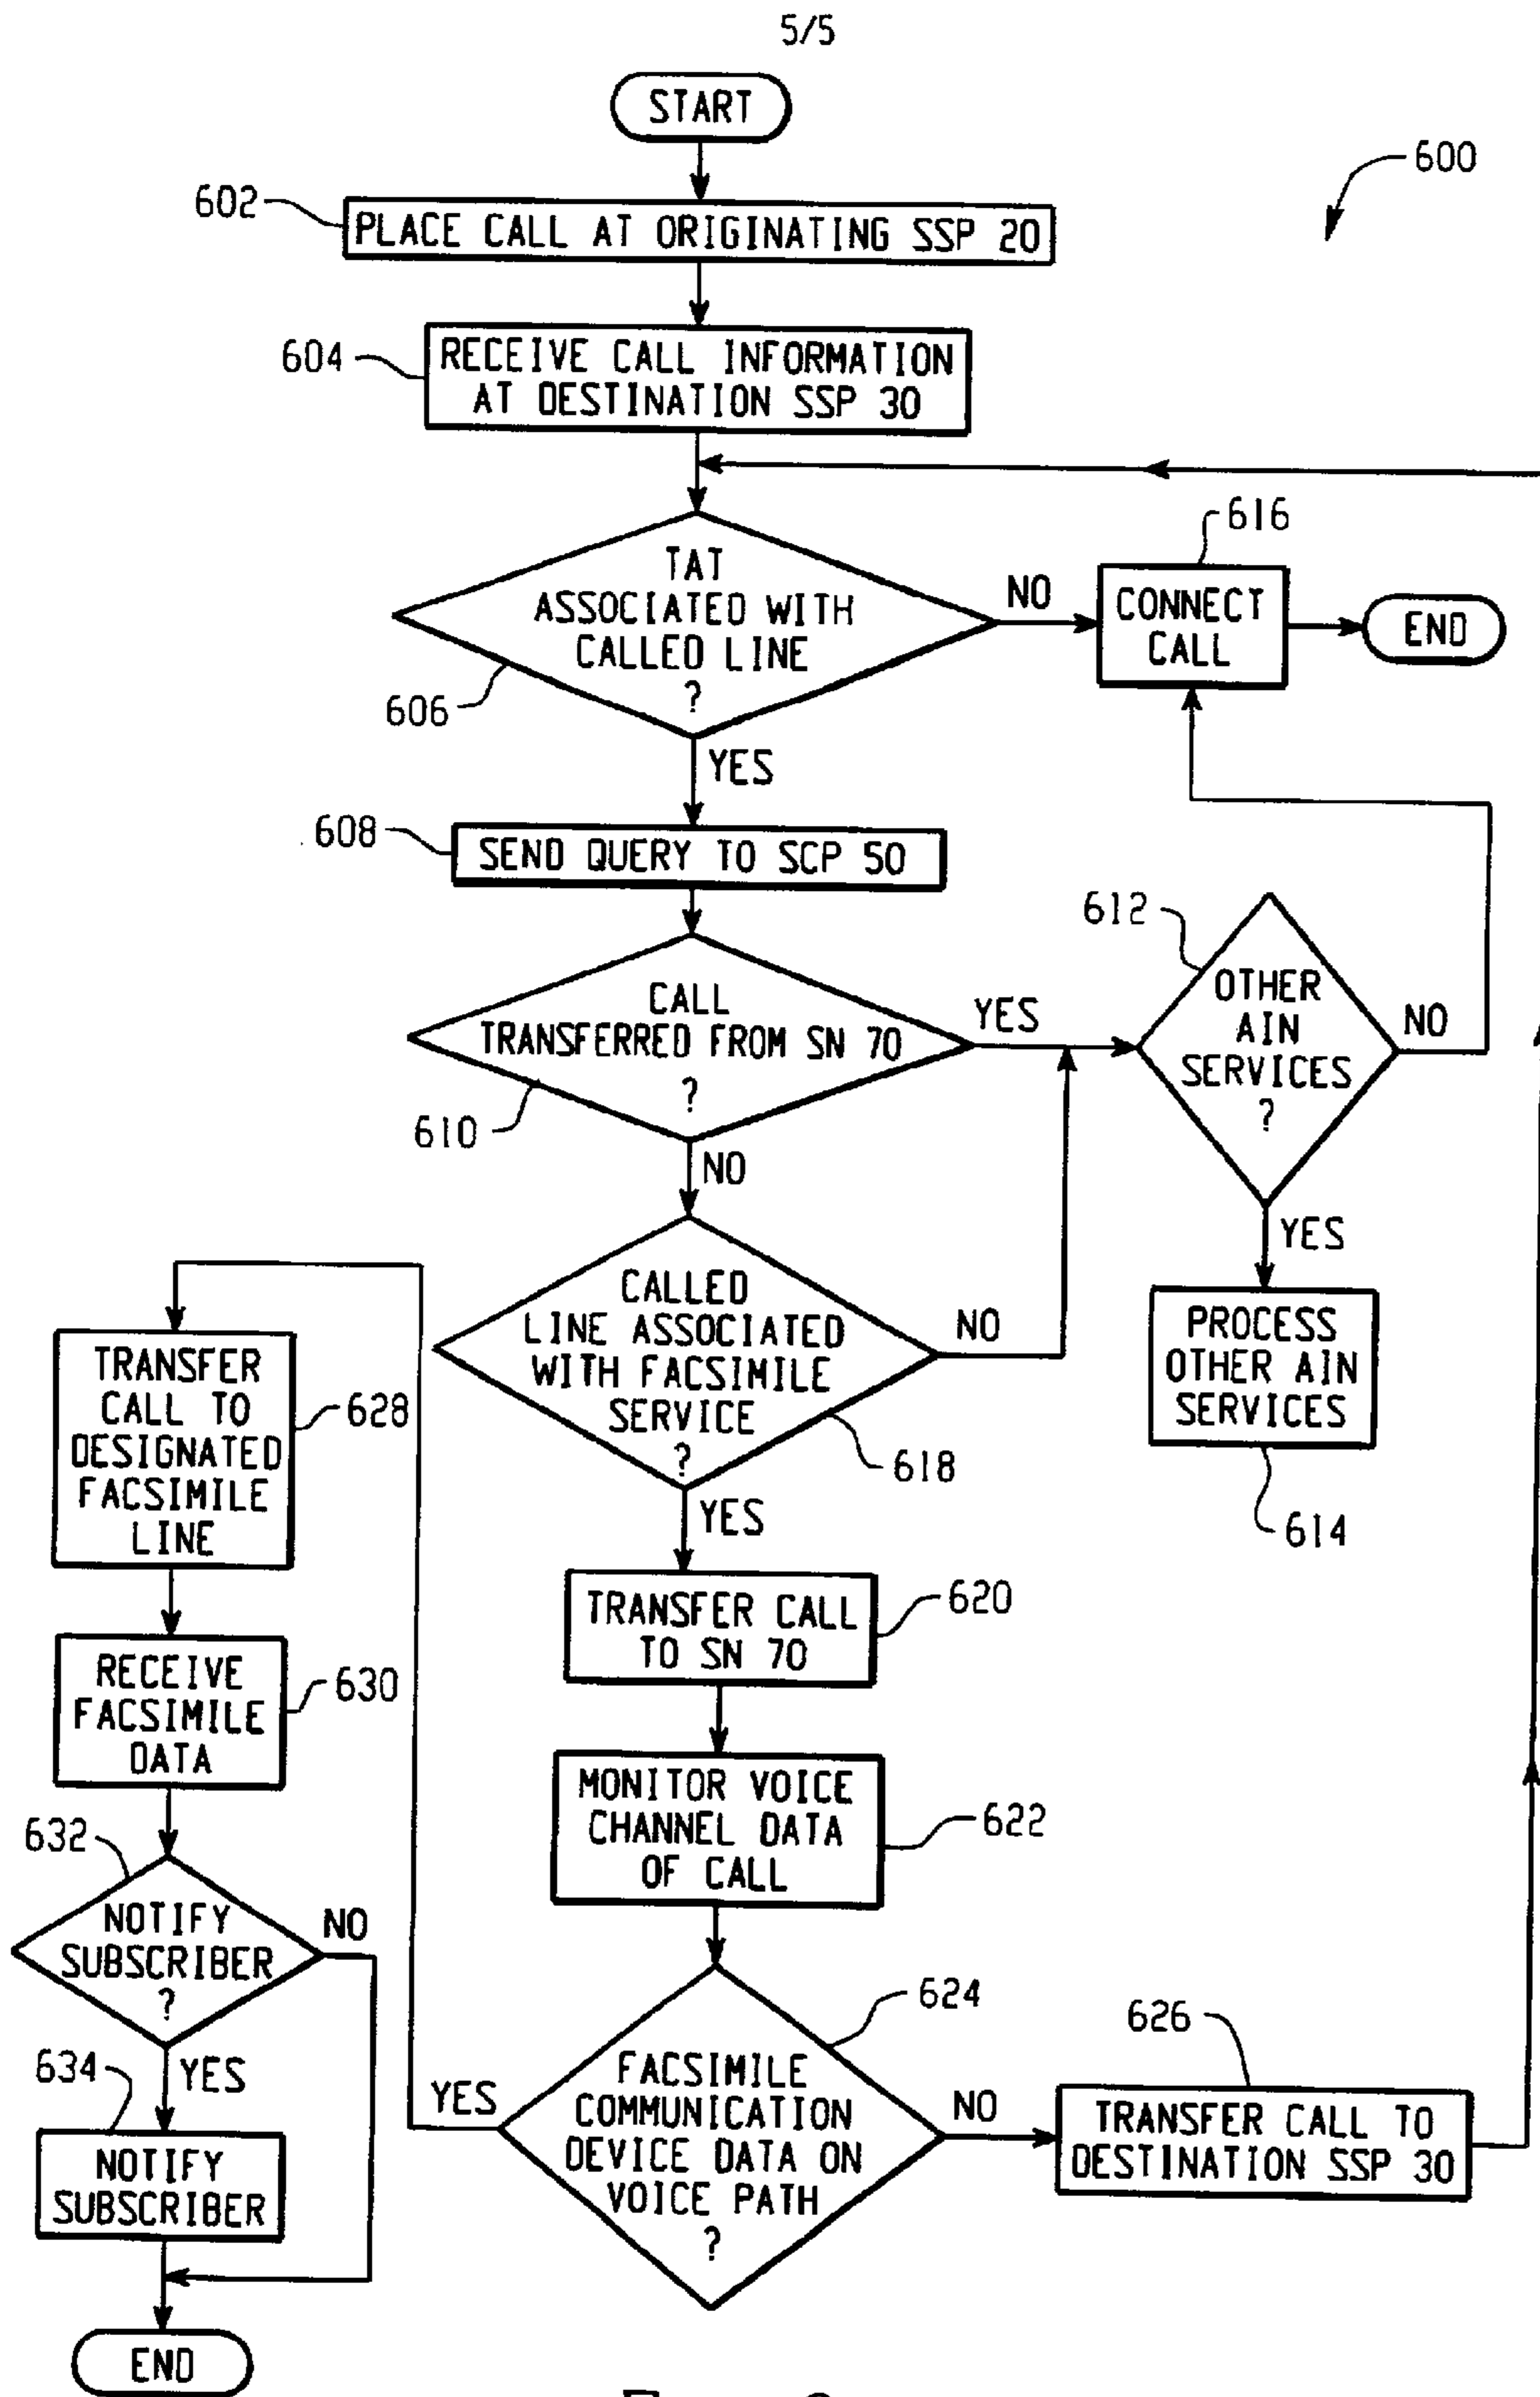 5/5
START
600
602
PLACE CALL AT ORIGINATING SSP 20
604
RECEIVE CALL INFORMATION
AT DESTINATION SSP 30
616
TAT
ASSOCIATED WITH
CALLED LINE
?
606
NO
CONNECT
CALL
END
YES
608
SEND QUERY TO SCP 50
612
CALL
TRANSFERRED FROM SN 70
?
610
YES
OTHER
AIN
SERVICES
?
NO
NO
YES
CALLED
LINE ASSOCIATED
WITH FACSIMILE
SERVICE
?
618
NO
PROCESS
OTHER AIN
SERVICES
614
TRANSFER
CALL TO
DESIGNATED
FACSIMILE
LINE
628
YES
TRANSFER CALL
TO SN 70
620
RECEIVE
FACSIMILE
DATA
630
MONITOR VOICE
CHANNEL DATA
OF CALL
622
632
NOTIFY
SUBSCRIBER
?
NO
624
FACSIMILE
COMMUNICATION
DEVICE DATA ON
VOICE PATH
?
YES
NO
626
TRANSFER CALL TO
DESTINATION SSP 30
634
YES
NOTIFY
SUBSCRIBER
END